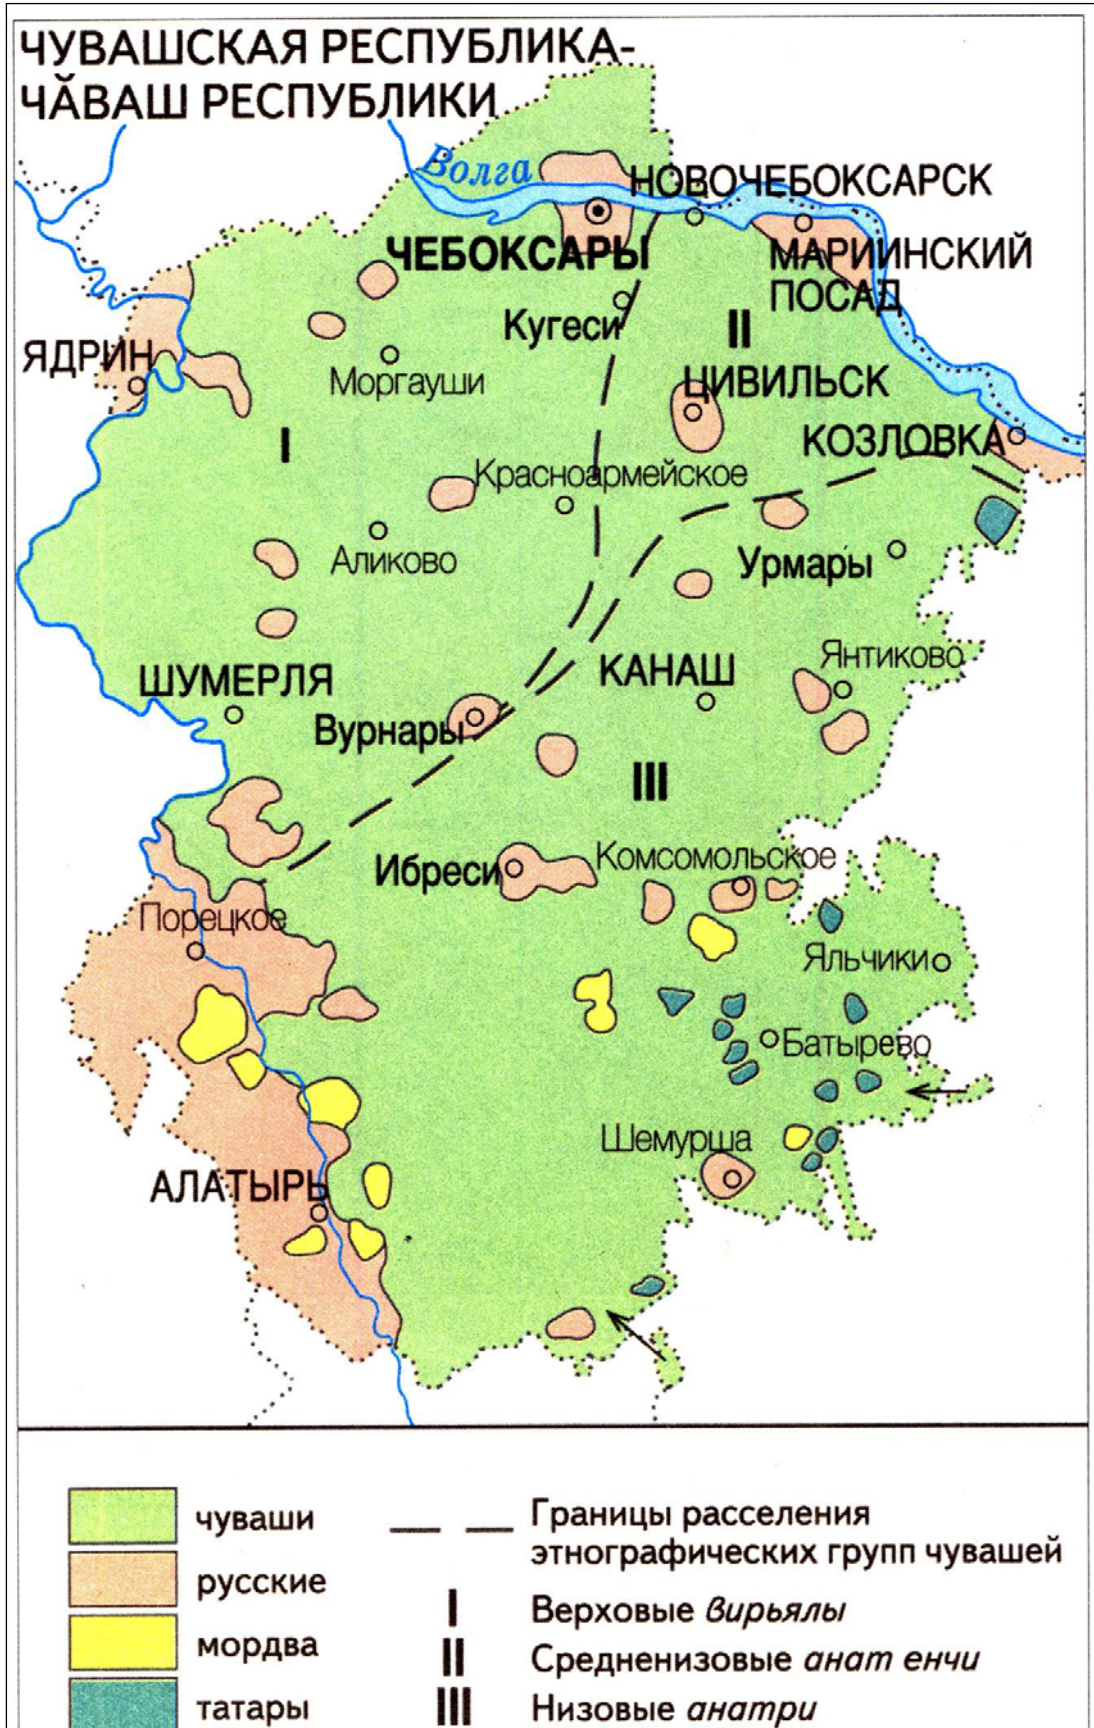 ЧУВАШСКАЯ РЕСПУБЛИКА-
ЧӐВАШ РЕСПУБЛИКИ
Волга
НОВОЧЕБОКСАРСК
ЧЕБОКСАРЫ
МАРИИНСКИЙ
ПОСАД
Кугеси
II
ЯДРИН
Моргауши
ЦИВИЛЬСК
I
КОЗЛОВКА
Красноармейское
Аликово
Урмары
ШУМЕРЛЯ
КАНАШ
Янтиково
Вурнары
III
Ибреси
Комсомольское
Порецкое
Яльчики
Батырево
Шемурша
АЛАТЫРЬ
чуваши
русские
мордва
татары
Границы расселения
этнографических групп чувашей
I Верховые вирьялы
II Средненизовые анат енчи
III Низовые анатри